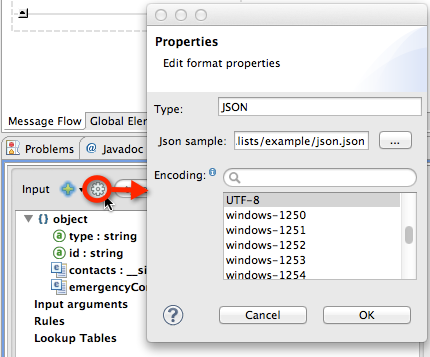 Message Flow
Global Elem
Problems
@ Javadoc
Input
object
type : string
id : string
contacts : __si
emergencyCon
Input arguments
Rules
Lookup Tables
Properties
Edit format properties
Type: JSON
Json sample: .lists/example/json.json ...
Encoding:
UTF-8
windows-1250
windows-1251
windows-1252
windows-1253
windows-1254
? Cancel OK